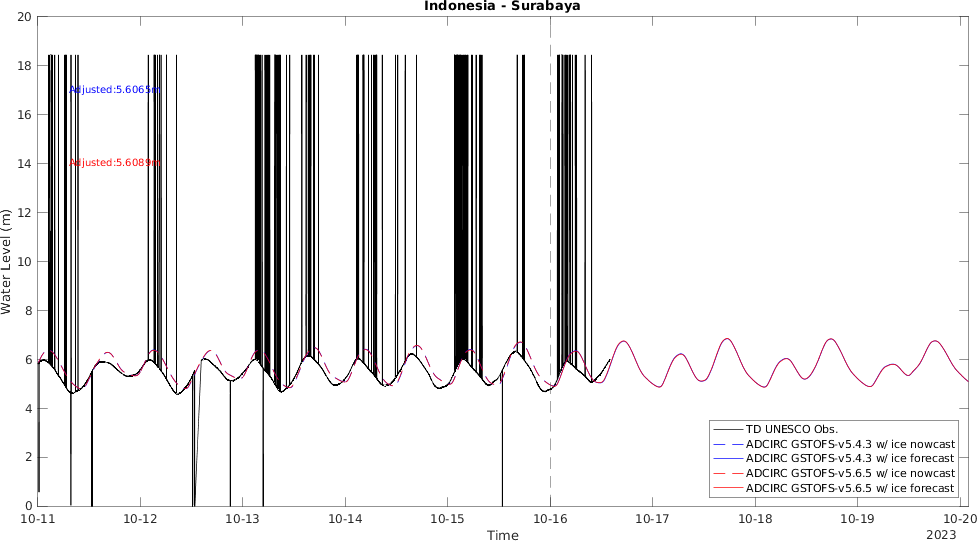 Indonesia - Surabaya
20
18
16
14
12
10
8
6
4
2
0
Water Level (m)
Adjusted:5.6065m
Adjusted:5.6089m
TD UNESCO Obs.
ADCIRC GSTOFS-v5.4.3 w/ ice nowcast
ADCIRC GSTOFS-v5.4.3 w/ ice forecast
ADCIRC GSTOFS-v5.6.5 w/ ice nowcast
ADCIRC GSTOFS-v5.6.5 w/ ice forecast
10-11 10-12 10-13 10-14 10-15 10-16 10-17 10-18 10-19 10-20
Time
2023